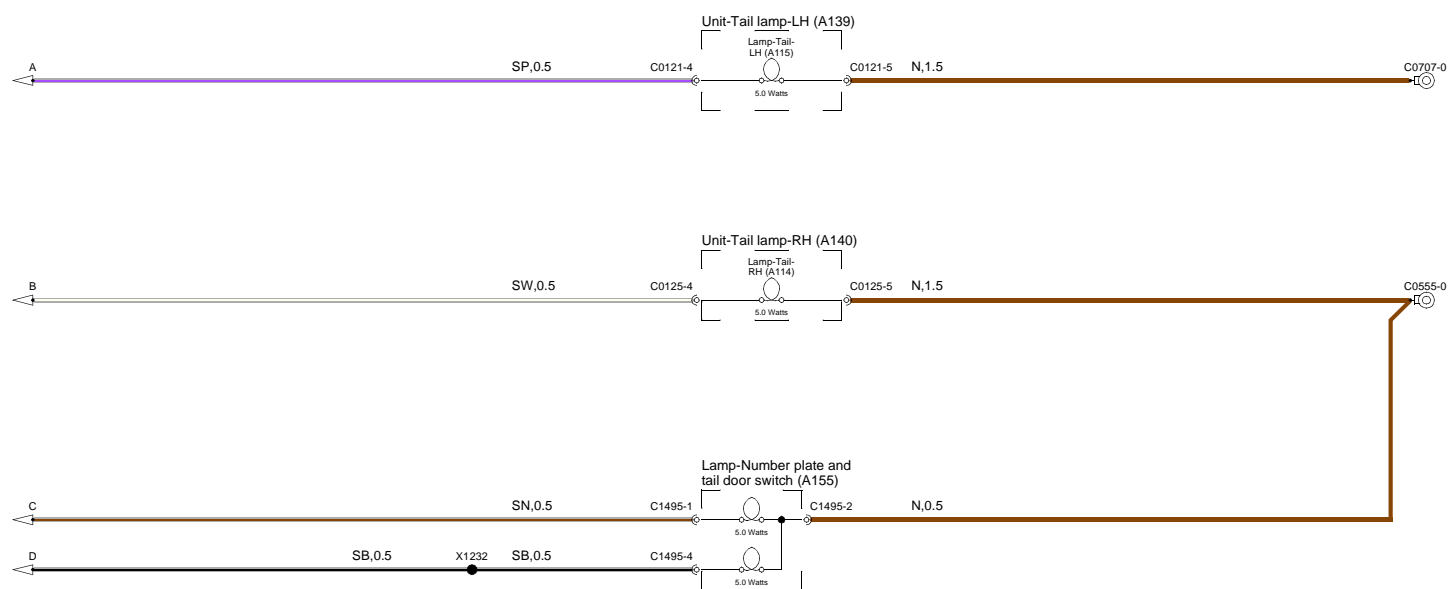 Unit-Tail lamp-LH (A139)
Lamp-Tail-
LH (A115)
A
SP,0.5
C0121-4
C0121-5
N,1.5
C0707-0
5.0 Watts
Unit-Tail lamp-RH (A140)
Lamp-Tail-
RH (A114)
B
SW,0.5
C0125-4
C0125-5
N,1.5
C0555-0
5.0 Watts
Lamp-Number plate and
tail door switch (A155)
C
SN,0.5
C1495-1
C1495-2
N,0.5
5.0 Watts
D
SB,0.5
X1232
SB,0.5
C1495-4
5.0 Watts